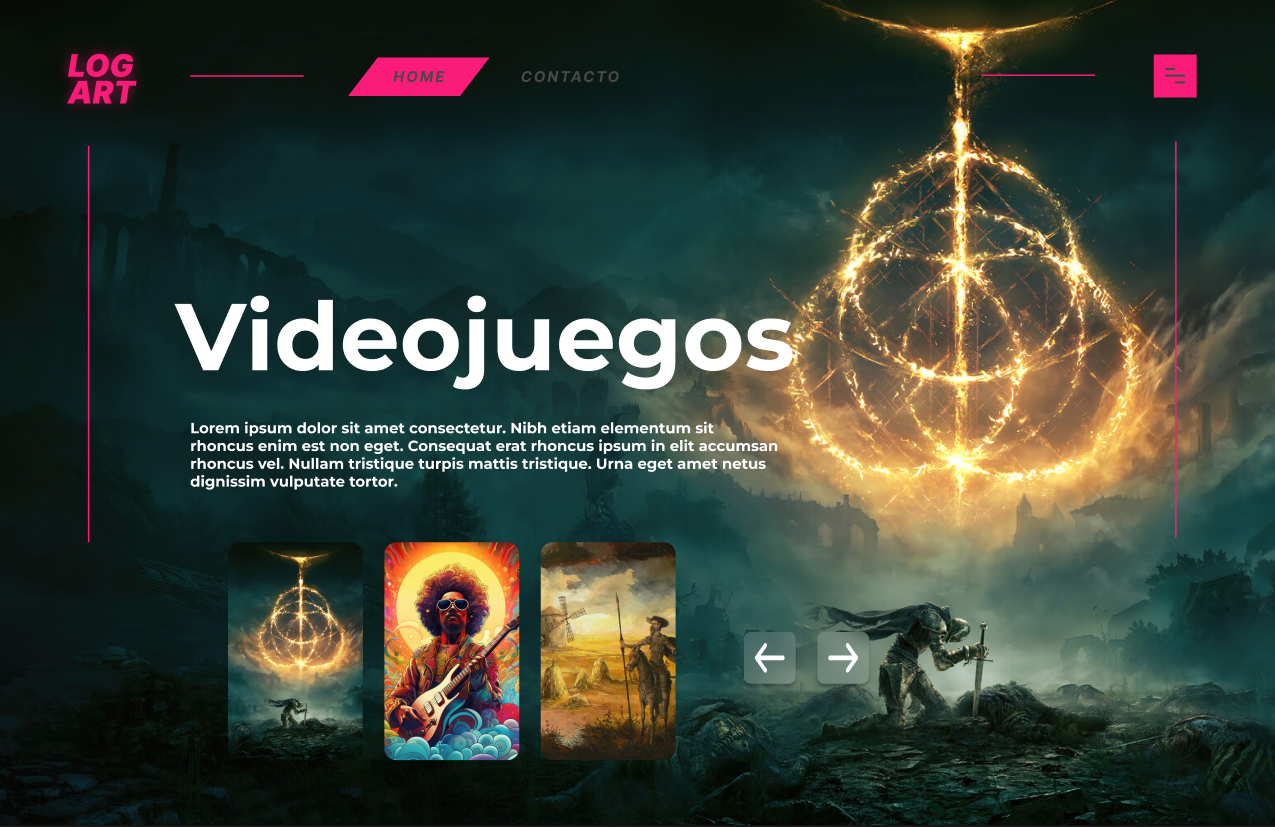 LOG
ART
HOME
CONTACTO
Videojuegos
Lorem ipsum dolor sit amet consectetur. Nibh etiam elementum sit
rhoncus enim est non eget. Consequat erat rhoncus ipsum in elit accumsan
rhoncus vel. Nullam tristique turpis mattis tristique. Urna eget amet netus
dignissim vulputate tortor.